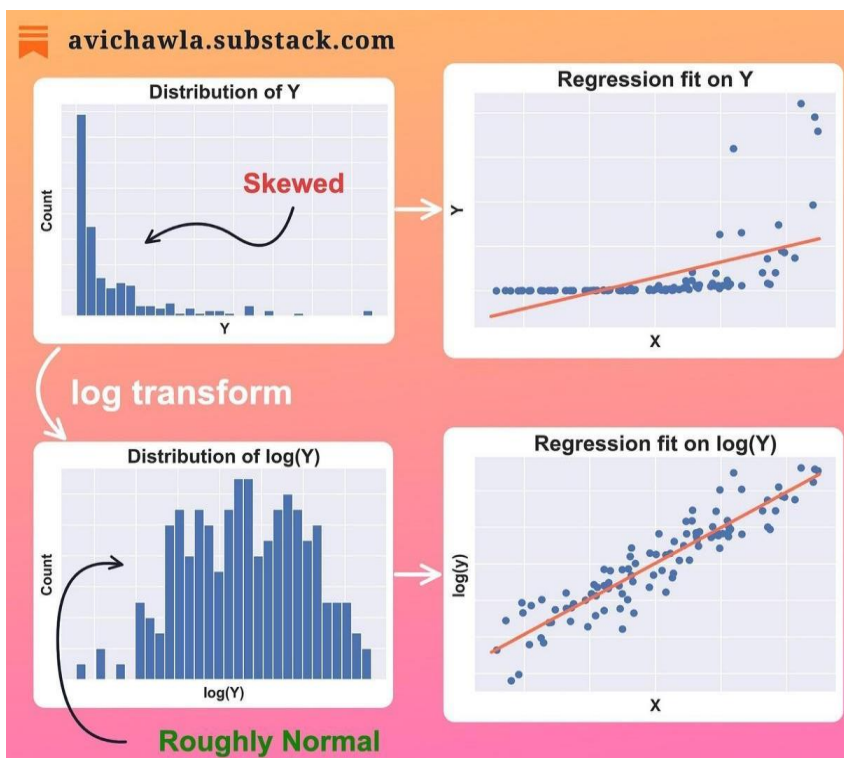 avichawla.substack.com
Distribution of Y
Count
Skewed
Y
Regression fit on Y
Y
X
log transform
Distribution of log(Y)
Count
log(Y)
Roughly Normal
Regression fit on log(Y)
log(y)
X